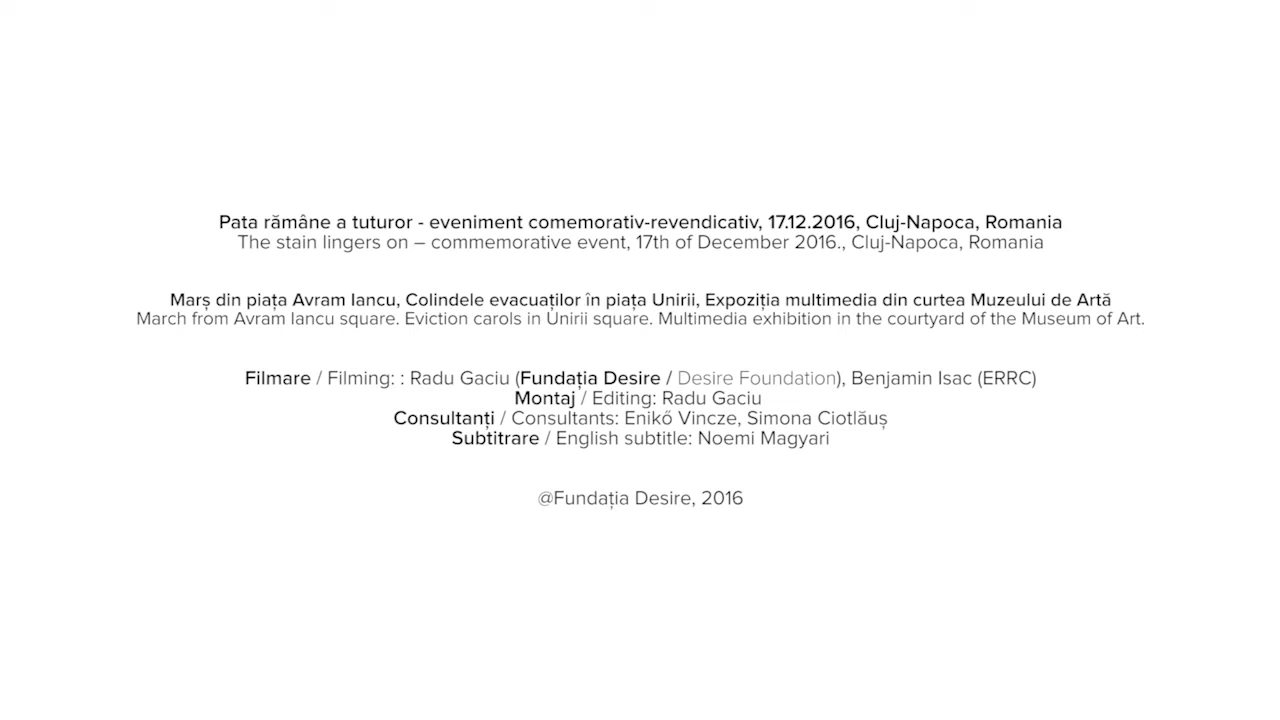 Pata rămâne a tuturor - eveniment comemorativ-revendicativ, 17.12.2016, Cluj-Napoca, Romania
The stain lingers on – commemorative event, 17th of December 2016., Cluj-Napoca, Romania
Marș din piața Avram Iancu, Colindele evacuaților în piața Unirii, Expoziția multimedia din curtea Muzeului de Artă
March from Avram Iancu square. Eviction carols in Unirii square. Multimedia exhibition in the courtyard of the Museum of Art.
Filmare / Filming: : Radu Gaciu (Fundația Desire / Desire Foundation), Benjamin Isac (ERRC)
Montaj / Editing: Radu Gaciu
Consultanți / Consultants: Enikő Vincze, Simona Ciotlăuș
Subtitrare / English subtitle: Noemi Magyari
@Fundația Desire, 2016